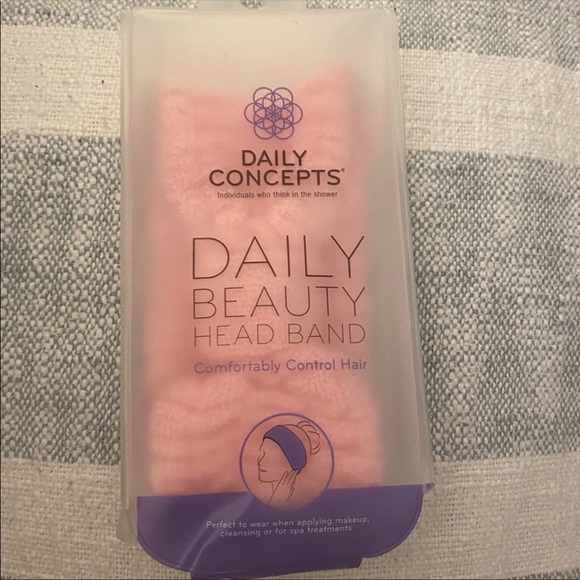 DAILY
CONCEPTS®
Individuals who think in the shower
DAILY
BEAUTY
HEAD BAND
Comfortably Control Hair
Perfect to wear when applying makeup,
cleansing or for spa treatments.